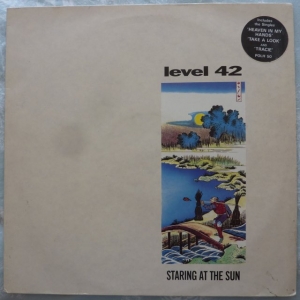 Includes
the Singles
'HEAVEN IN MY
HANDS'
'TAKE A LOOK'
and
'TRACIE'
level 42
STARING AT THE SUN